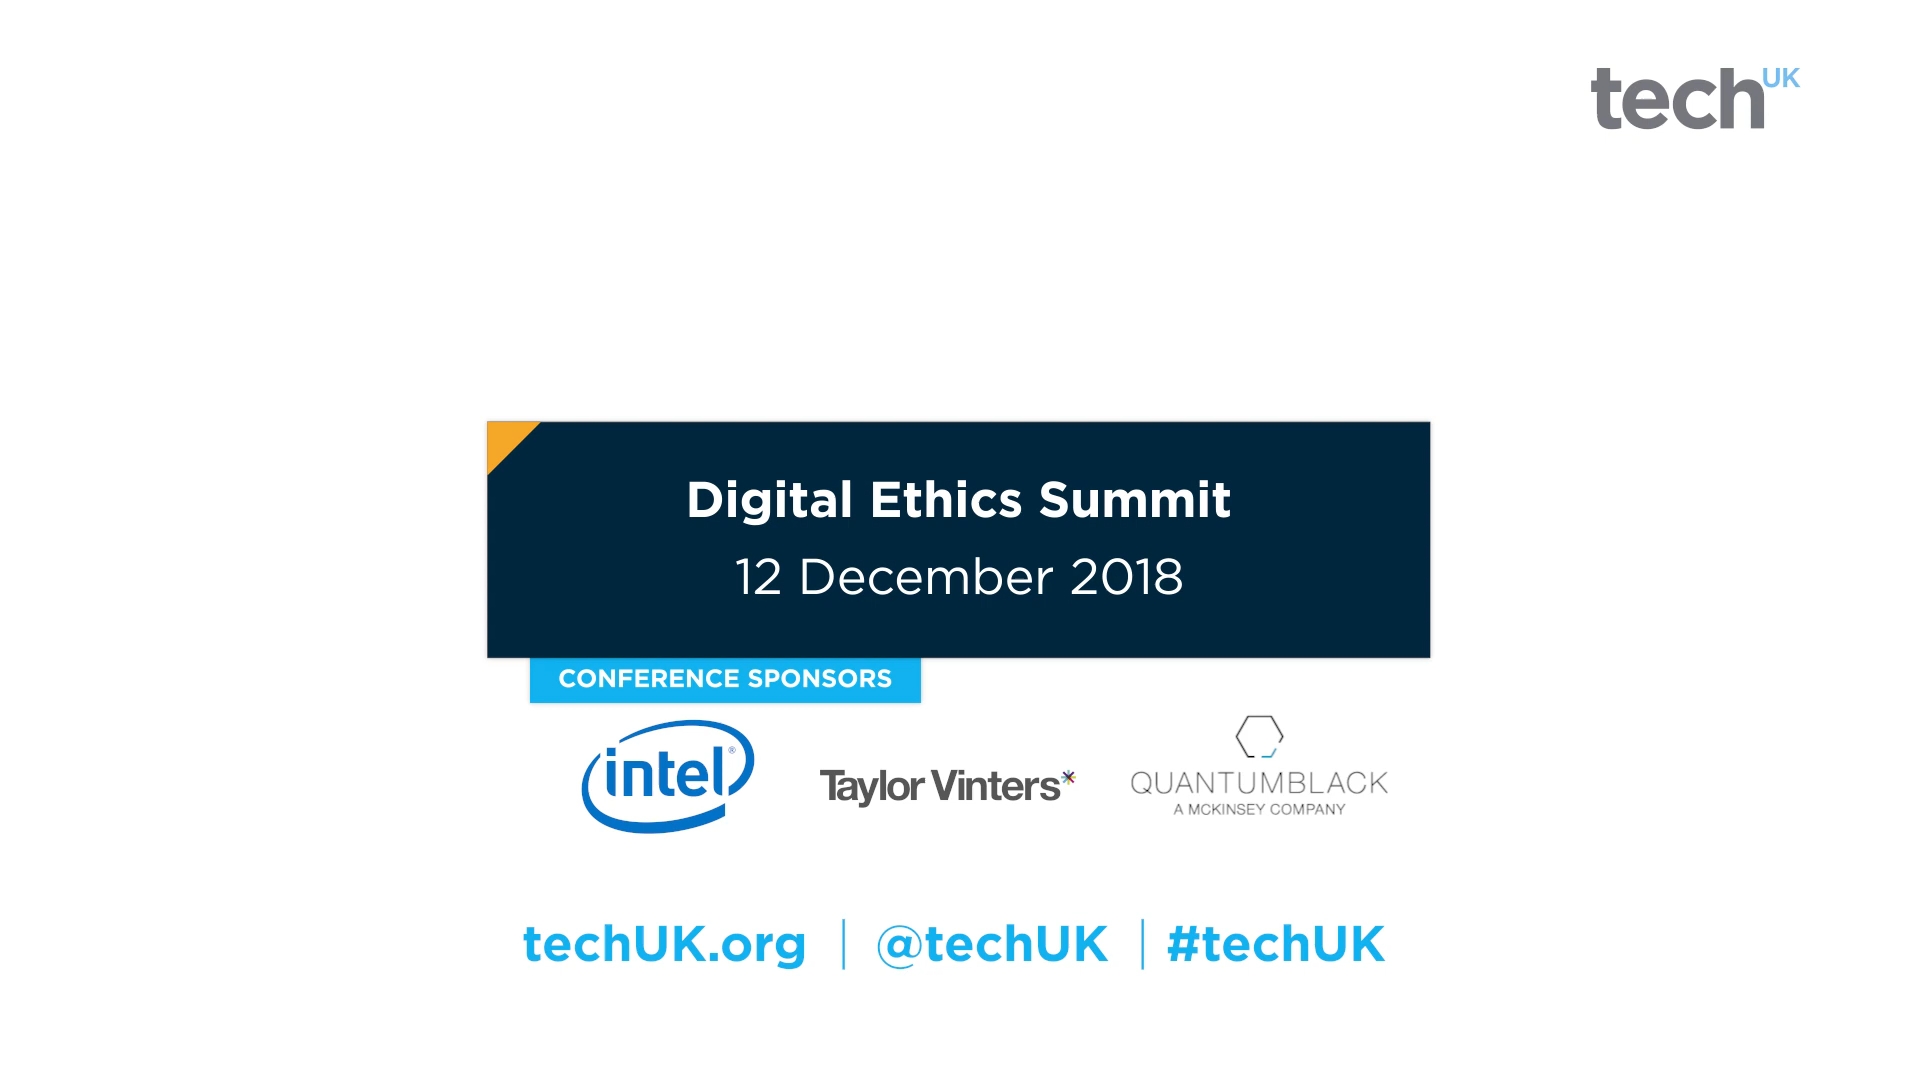 techUK
Digital Ethics Summit
12 December 2018
CONFERENCE SPONSORS
intel®
Taylor Vinters*
QUANTUMBLACK
A MCKINSEY COMPANY
techUK.org | @techUK | #techUK